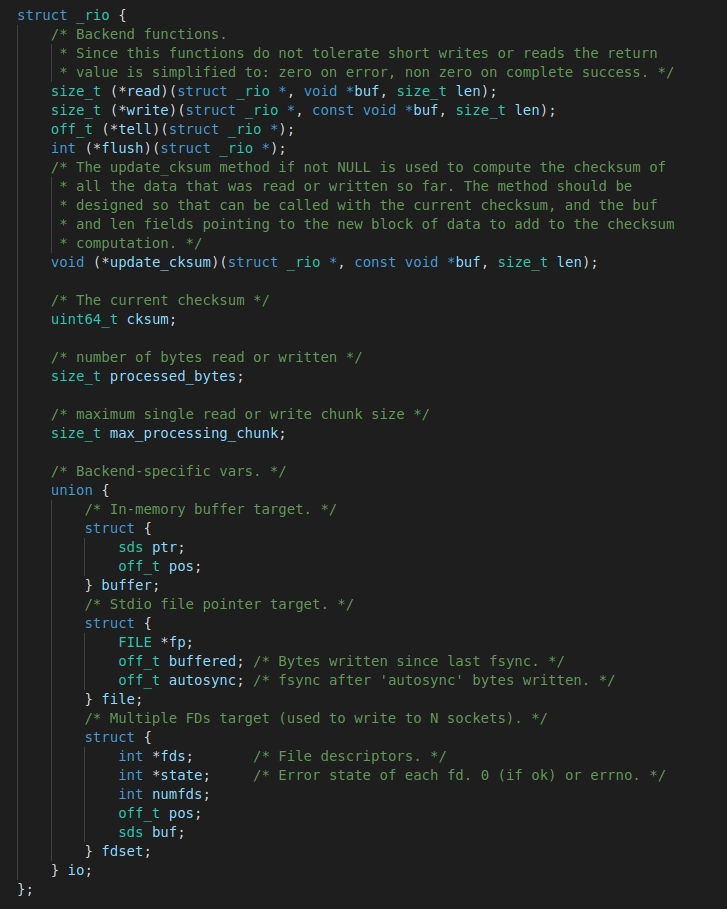 struct _rio {
    /* Backend functions.
     * Since this functions do not tolerate short writes or reads the return
     * value is simplified to: zero on error, non zero on complete success. */
    size_t (*read)(struct _rio *, void *buf, size_t len);
    size_t (*write)(struct _rio *, const void *buf, size_t len);
    off_t (*tell)(struct _rio *);
    int (*flush)(struct _rio *);
    /* The update_cksum method if not NULL is used to compute the checksum of
     * all the data that was read or written so far. The method should be
     * designed so that can be called with the current checksum, and the buf
     * and len fields pointing to the new block of data to add to the checksum
     * computation. */
    void (*update_cksum)(struct _rio *, const void *buf, size_t len);

    /* The current checksum */
    uint64_t cksum;

    /* number of bytes read or written */
    size_t processed_bytes;

    /* maximum single read or write chunk size */
    size_t max_processing_chunk;

    /* Backend-specific vars. */
    union {
        /* In-memory buffer target. */
        struct {
            sds ptr;
            off_t pos;
        } buffer;
        /* Stdio file pointer target. */
        struct {
            FILE *fp;
            off_t buffered; /* Bytes written since last fsync. */
            off_t autosync; /* fsync after 'autosync' bytes written. */
        } file;
        /* Multiple FDs target (used to write to N sockets). */
        struct {
            int *fds;       /* File descriptors. */
            int *state;     /* Error state of each fd. 0 (if ok) or errno. */
            int numfds;
            off_t pos;
            sds buf;
        } fdset;
    } io;
};